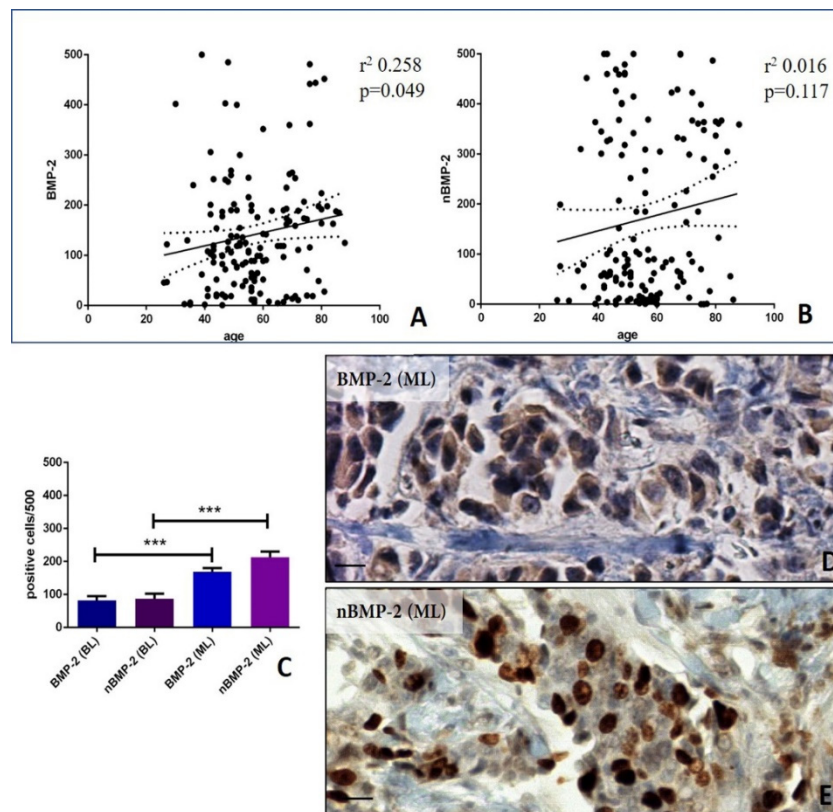 500
400
300
200
100
0
BMP-2
r² 0.258
p=0.049
0 20 40 60 80 100
age
A
500
400
300
200
100
0
nBMP-2
r² 0.016
p=0.117
0 20 40 60 80 100
age
B
500
400
300
200
100
0
positive cells/500
***
***
BMP-2 (BL)
nBMP-2 (BL)
BMP-2 (ML)
nBMP-2 (ML)
C
BMP-2 (ML)
D
nBMP-2 (ML)
E